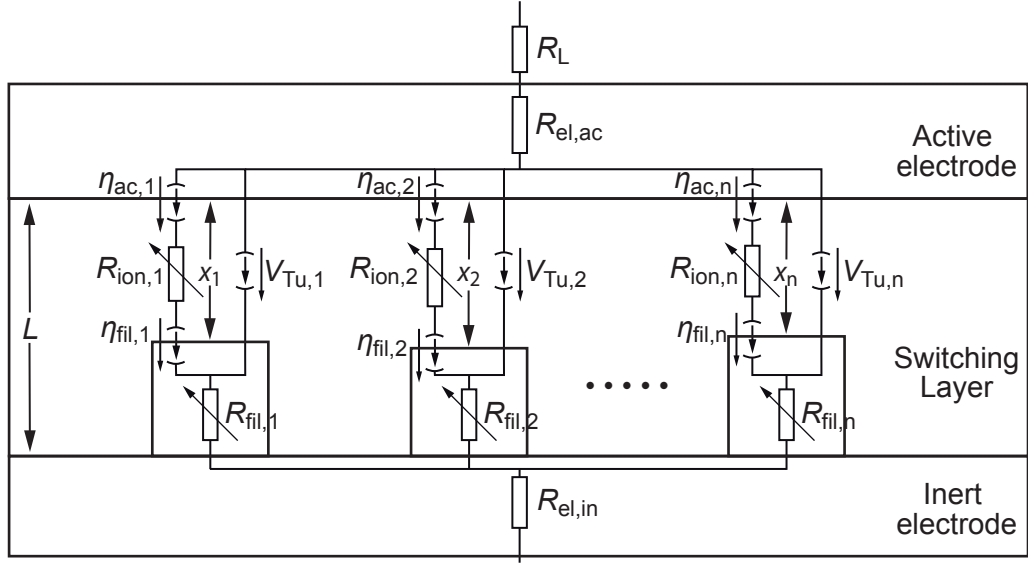 R_L
R_el,ac
Active
electrode
η_ac,1
η_ac,2
η_ac,n
R_ion,1
x_1
V_Tu,1
R_ion,2
x_2
V_Tu,2
R_ion,n
x_n
V_Tu,n
L
η_fil,1
η_fil,2
η_fil,n
Switching
Layer
R_fil,1
R_fil,2
R_fil,n
R_el,in
Inert
electrode